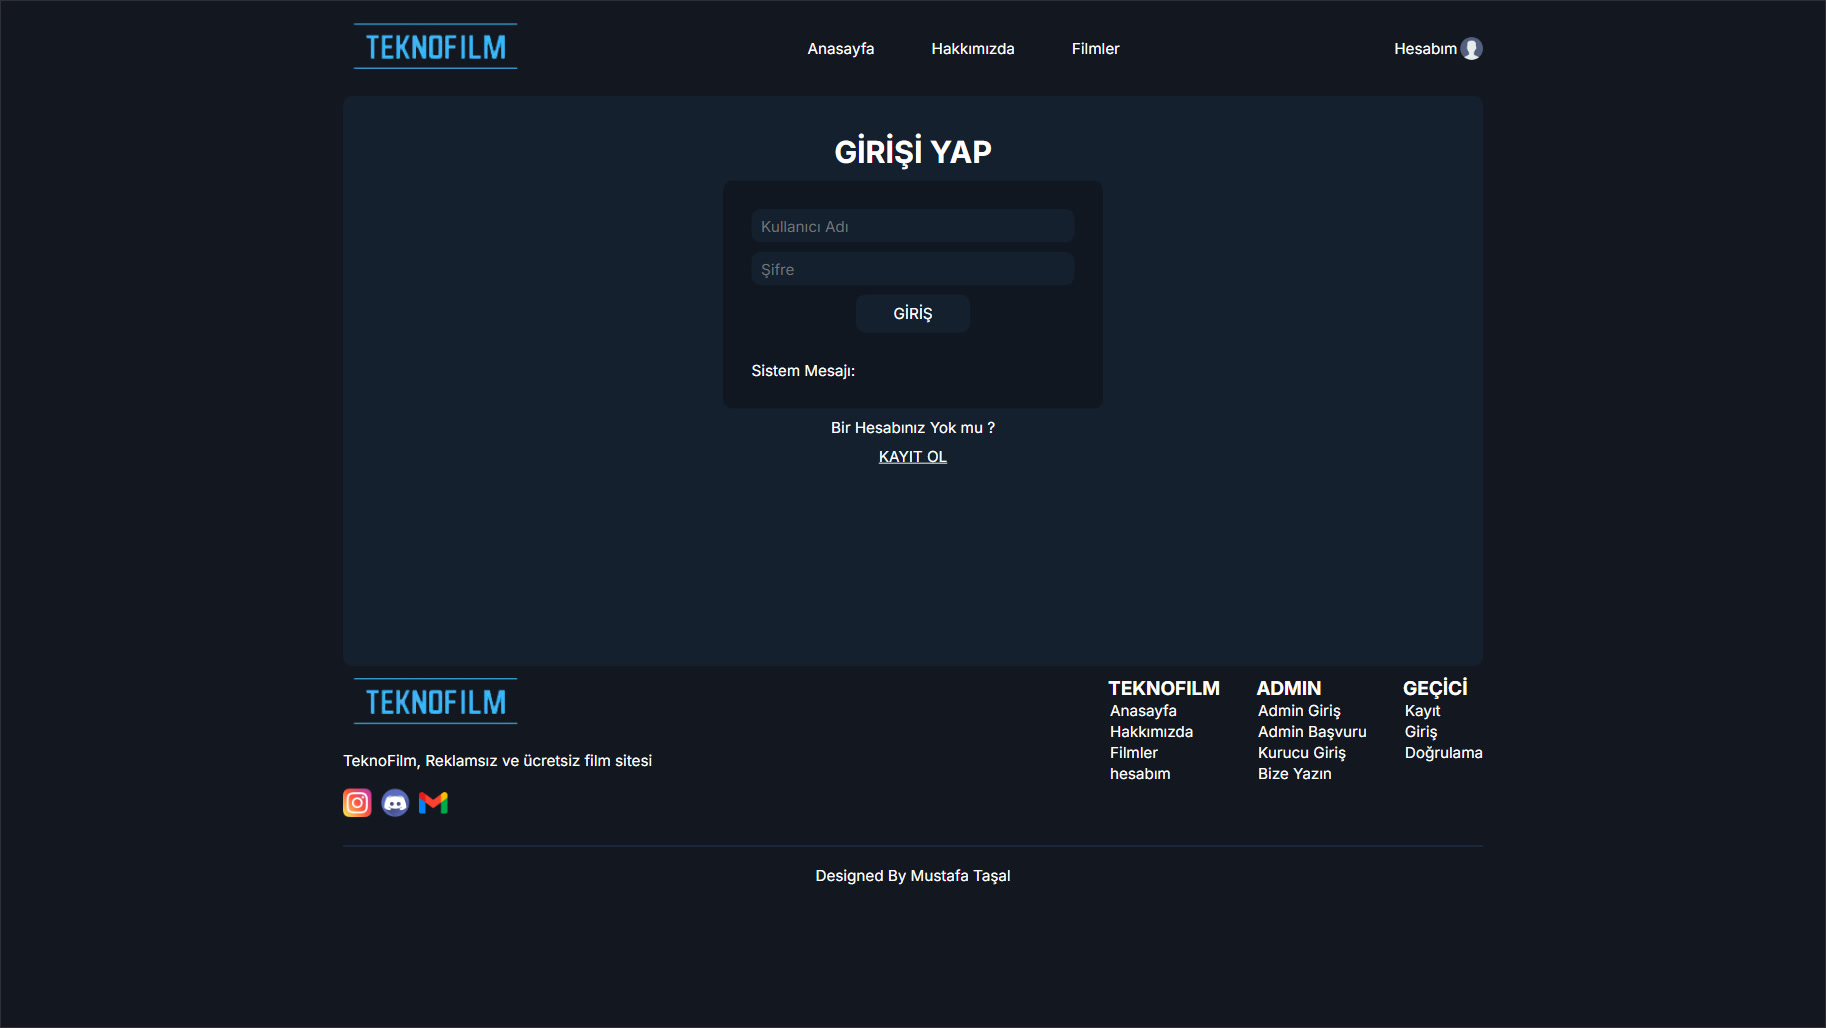 TEKNOFILM
Anasayfa Hakkımızda Filmler Hesabım
GİRİŞİ YAP
Kullanıcı Adı
Şifre
GİRİŞ
Sistem Mesajı:
Bir Hesabınız Yok mu ?
KAYIT OL
TEKNOFILM
TeknoFilm, Reklamsız ve ücretsiz film sitesi
TEKNOFILM
Anasayfa
Hakkımızda
Filmler
hesabım
ADMIN
Admin Giriş
Admin Başvuru
Kurucu Giriş
Bize Yazın
GEÇİCİ
Kayıt
Giriş
Doğrulama
Designed By Mustafa Taşal